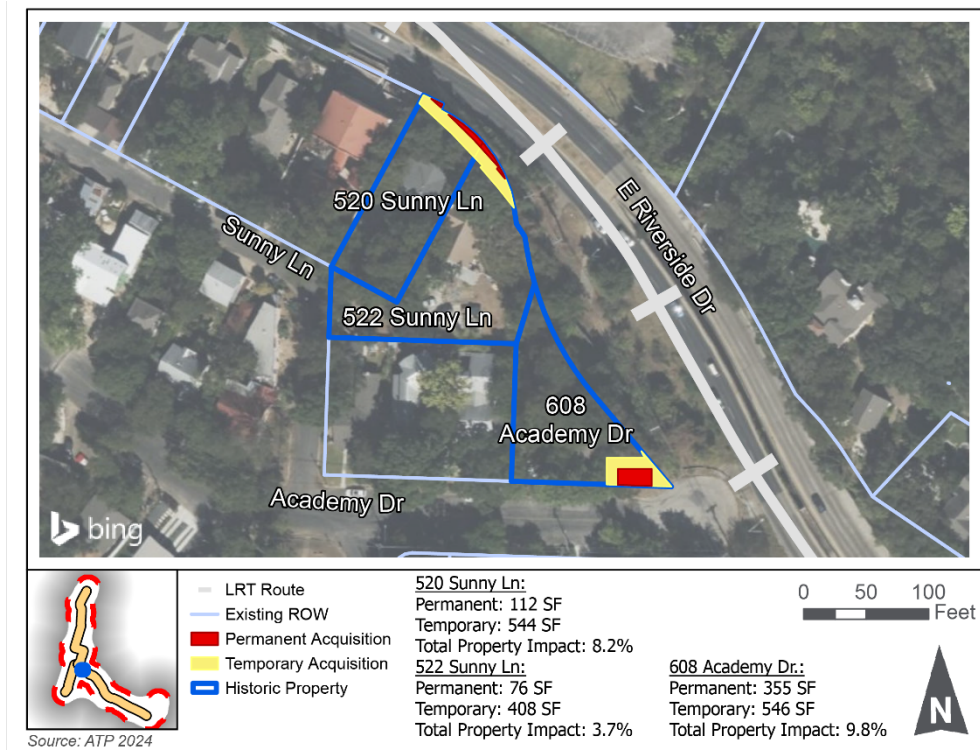 520 Sunny Ln
Sunny Ln
522 Sunny Ln
E Riverside Dr
608
Academy Dr
Academy Dr
bing
LRT Route
Existing ROW
Permanent Acquisition
Temporary Acquisition
Historic Property
520 Sunny Ln:
Permanent: 112 SF
Temporary: 544 SF
Total Property Impact: 8.2%
522 Sunny Ln:
Permanent: 76 SF
Temporary: 408 SF
Total Property Impact: 3.7%
608 Academy Dr.:
Permanent: 355 SF
Temporary: 546 SF
Total Property Impact: 9.8%
0 50 100
Feet
N
Source: ATP 2024